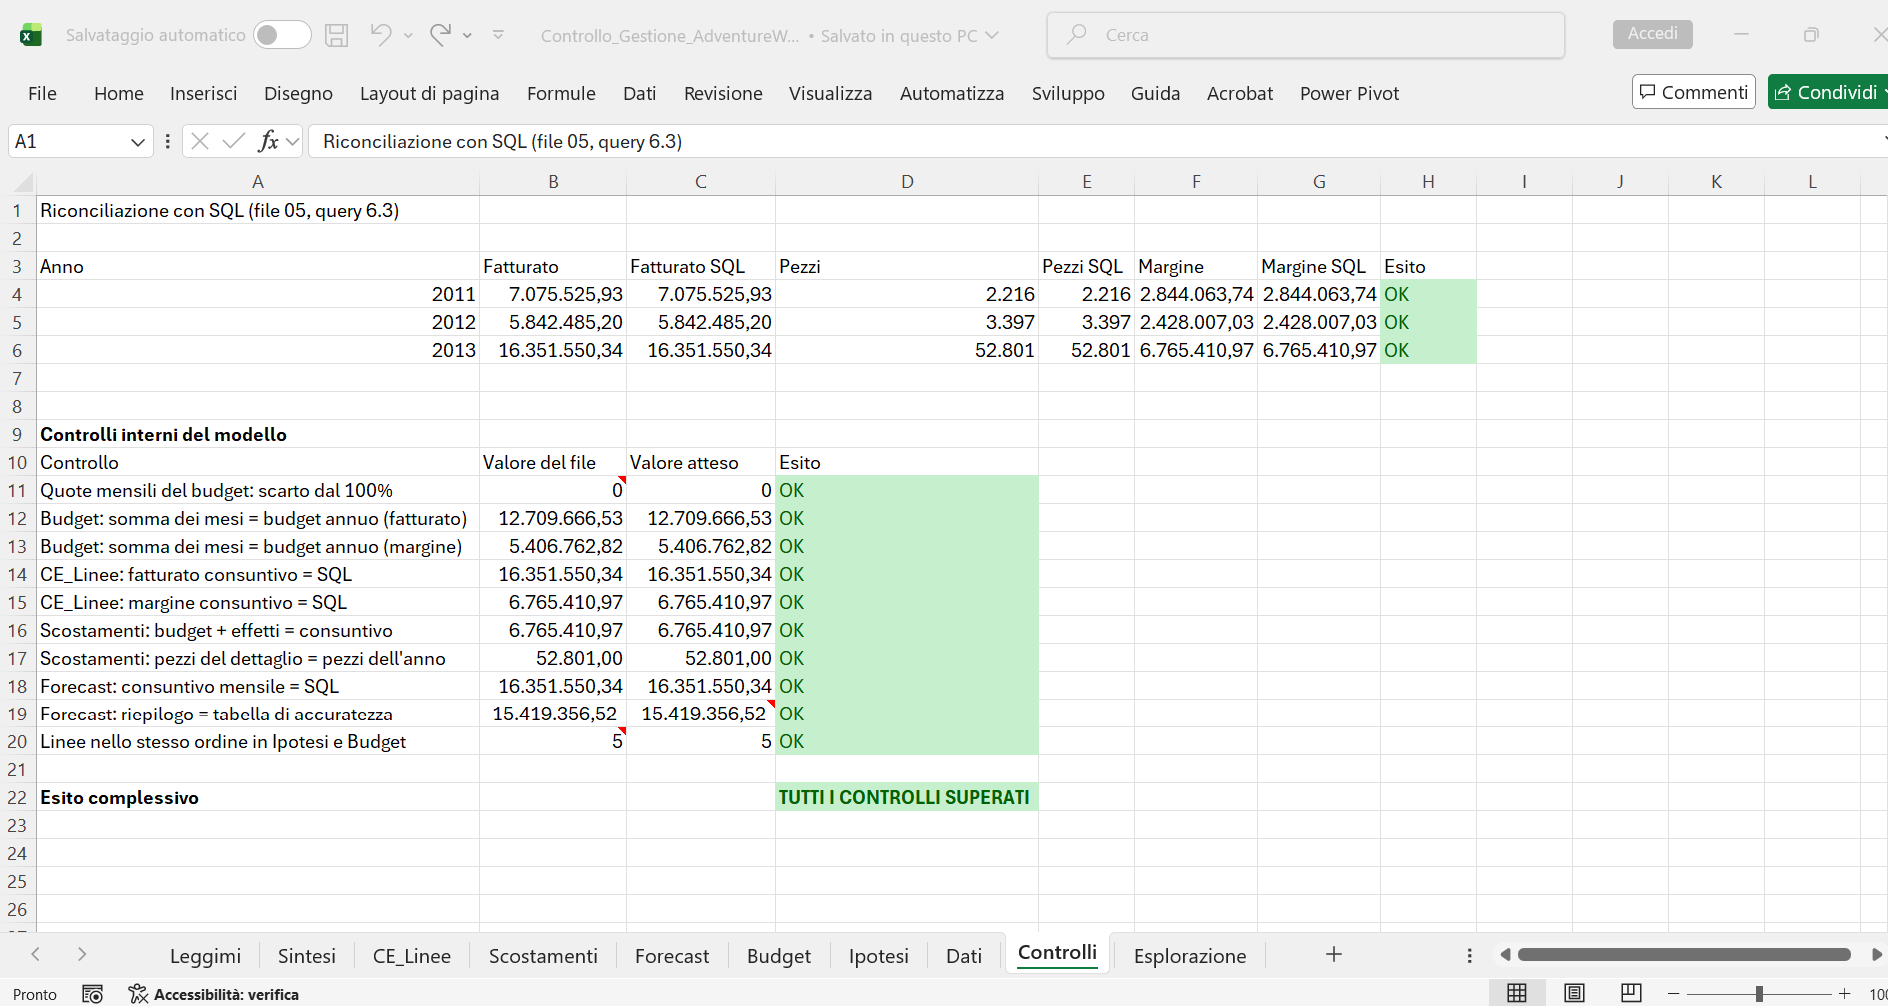 Salvataggio automatico
Controllo_Gestione_AdventureW... • Salvato in questo PC
Cerca
Accedi
File Home Inserisci Disegno Layout di pagina Formule Dati Revisione Visualizza Automatizza Sviluppo Guida Acrobat Power Pivot
Commenti
Condividi
A1
fx
Riconciliazione con SQL (file 05, query 6.3)
A B C D E F G H I J K L
1 Riconciliazione con SQL (file 05, query 6.3)
2
3 Anno Fatturato Fatturato SQL Pezzi Pezzi SQL Margine Margine SQL Esito
4 2011 7.075.525,93 7.075.525,93 2.216 2.216 2.844.063,74 2.844.063,74 OK
5 2012 5.842.485,20 5.842.485,20 3.397 3.397 2.428.007,03 2.428.007,03 OK
6 2013 16.351.550,34 16.351.550,34 52.801 52.801 6.765.410,97 6.765.410,97 OK
7
8
9 Controlli interni del modello
10 Controllo Valore del file Valore atteso Esito
11 Quote mensili del budget: scarto dal 100% 0 0 OK
12 Budget: somma dei mesi = budget annuo (fatturato) 12.709.666,53 12.709.666,53 OK
13 Budget: somma dei mesi = budget annuo (margine) 5.406.762,82 5.406.762,82 OK
14 CE_Linee: fatturato consuntivo = SQL 16.351.550,34 16.351.550,34 OK
15 CE_Linee: margine consuntivo = SQL 6.765.410,97 6.765.410,97 OK
16 Scostamenti: budget + effetti = consuntivo 6.765.410,97 6.765.410,97 OK
17 Scostamenti: pezzi del dettaglio = pezzi dell'anno 52.801,00 52.801,00 OK
18 Forecast: consuntivo mensile = SQL 16.351.550,34 16.351.550,34 OK
19 Forecast: riepilogo = tabella di accuratezza 15.419.356,52 15.419.356,52 OK
20 Linee nello stesso ordine in Ipotesi e Budget 5 5 OK
21
22 Esito complessivo TUTTI I CONTROLLI SUPERATI
23
24
25
26
Leggimi Sintesi CE_Linee Scostamenti Forecast Budget Ipotesi Dati Controlli Esplorazione
Pronto
Accessibilità: verifica